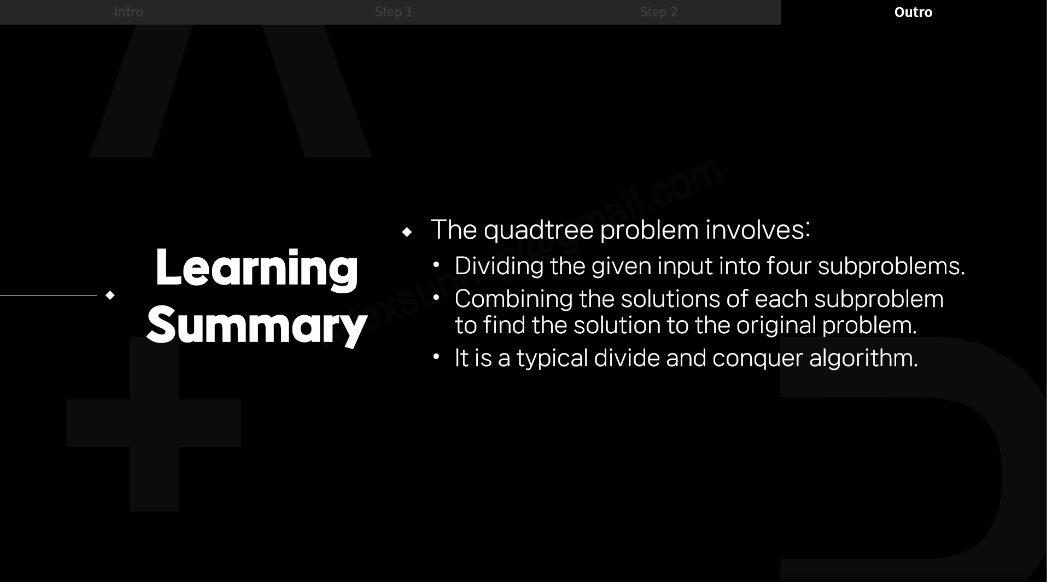 Intro
Step 1
Step 2
Outro
Learning
Summary
The quadtree problem involves:
• Dividing the given input into four subproblems.
• Combining the solutions of each subproblem
to find the solution to the original problem.
• It is a typical divide and conquer algorithm.